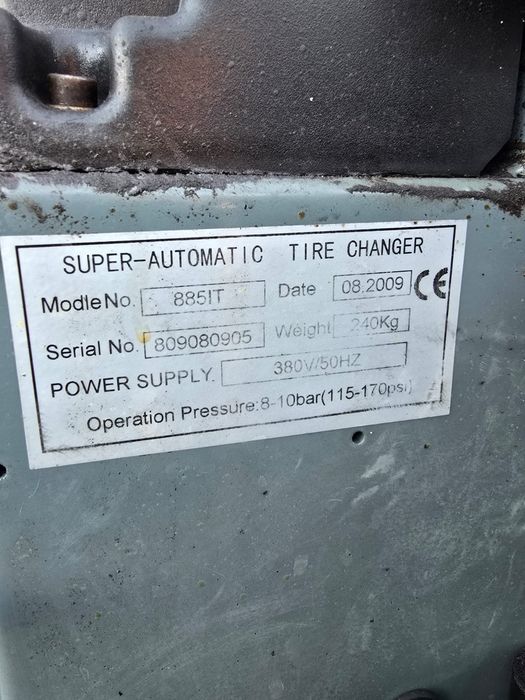 SUPER-AUTOMATIC TIRE CHANGER
Modle No. 885IT Date 08.2009 CE
Serial No. 809080905 Weight 240Kg
POWER SUPPLY. 380V/50HZ
Operation Pressure:8-10bar(115-170psi)